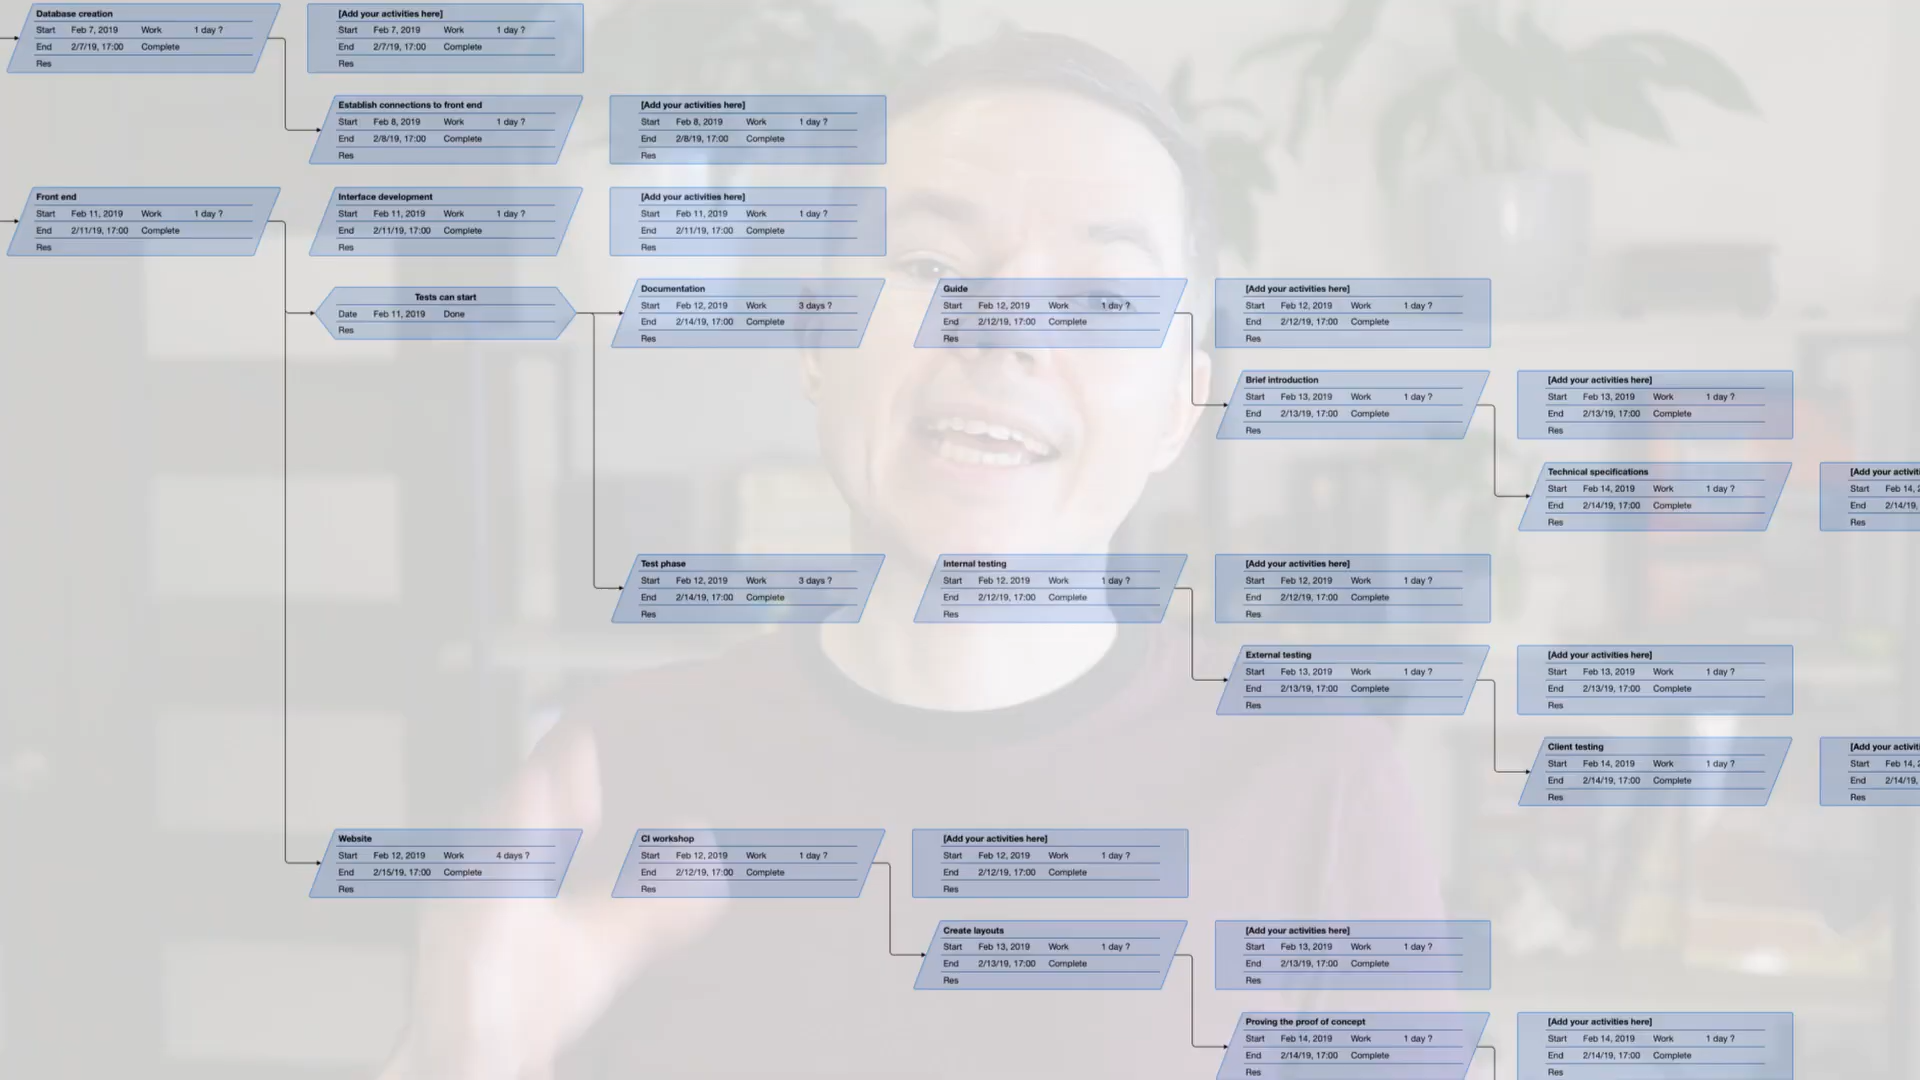 Database creation
Start Feb 7, 2019 Work 1 day ?
End 2/7/19, 17:00 Complete
Res
[Add your activities here]
Start Feb 7, 2019 Work 1 day ?
End 2/7/19, 17:00 Complete
Res
Establish connections to front end
Start Feb 8, 2019 Work 1 day ?
End 2/8/19, 17:00 Complete
Res
[Add your activities here]
Start Feb 8, 2019 Work 1 day ?
End 2/8/19, 17:00 Complete
Res
Front end
Start Feb 11, 2019 Work 1 day ?
End 2/11/19, 17:00 Complete
Res
Interface development
Start Feb 11, 2019 Work 1 day ?
End 2/11/19, 17:00 Complete
Res
[Add your activities here]
Start Feb 11, 2019 Work 1 day ?
End 2/11/19, 17:00 Complete
Res
Tests can start
Date Feb 11, 2019 Done
Res
Documentation
Start Feb 12, 2019 Work 3 days ?
End 2/14/19, 17:00 Complete
Res
Guide
Start Feb 12, 2019 Work 1 day ?
End 2/12/19, 17:00 Complete
Res
[Add your activities here]
Start Feb 12, 2019 Work 1 day ?
End 2/12/19, 17:00 Complete
Res
Brief introduction
Start Feb 13, 2019 Work 1 day ?
End 2/13/19, 17:00 Complete
Res
[Add your activities here]
Start Feb 13, 2019 Work 1 day ?
End 2/13/19, 17:00 Complete
Res
Technical specifications
Start Feb 14, 2019 Work 1 day ?
End 2/14/19, 17:00 Complete
Res
[Add your activiti
Start Feb 14, 2
End 2/14/19,
Res
Test phase
Start Feb 12, 2019 Work 3 days ?
End 2/14/19, 17:00 Complete
Res
Internal testing
Start Feb 12, 2019 Work 1 day ?
End 2/12/19, 17:00 Complete
Res
[Add your activities here]
Start Feb 12, 2019 Work 1 day ?
End 2/12/19, 17:00 Complete
Res
External testing
Start Feb 13, 2019 Work 1 day ?
End 2/13/19, 17:00 Complete
Res
[Add your activities here]
Start Feb 13, 2019 Work 1 day ?
End 2/13/19, 17:00 Complete
Res
Client testing
Start Feb 14, 2019 Work 1 day ?
End 2/14/19, 17:00 Complete
Res
[Add your activiti
Start Feb 14, 2
End 2/14/19,
Res
Website
Start Feb 12, 2019 Work 4 days ?
End 2/15/19, 17:00 Complete
Res
CI workshop
Start Feb 12, 2019 Work 1 day ?
End 2/12/19, 17:00 Complete
Res
[Add your activities here]
Start Feb 12, 2019 Work 1 day ?
End 2/12/19, 17:00 Complete
Res
Create layouts
Start Feb 13, 2019 Work 1 day ?
End 2/13/19, 17:00 Complete
Res
[Add your activities here]
Start Feb 13, 2019 Work 1 day ?
End 2/13/19, 17:00 Complete
Res
Proving the proof of concept
Start Feb 14, 2019 Work 1 day ?
End 2/14/19, 17:00 Complete
Res
[Add your activities here]
Start Feb 14, 2019 Work 1 day ?
End 2/14/19, 17:00 Complete
Res